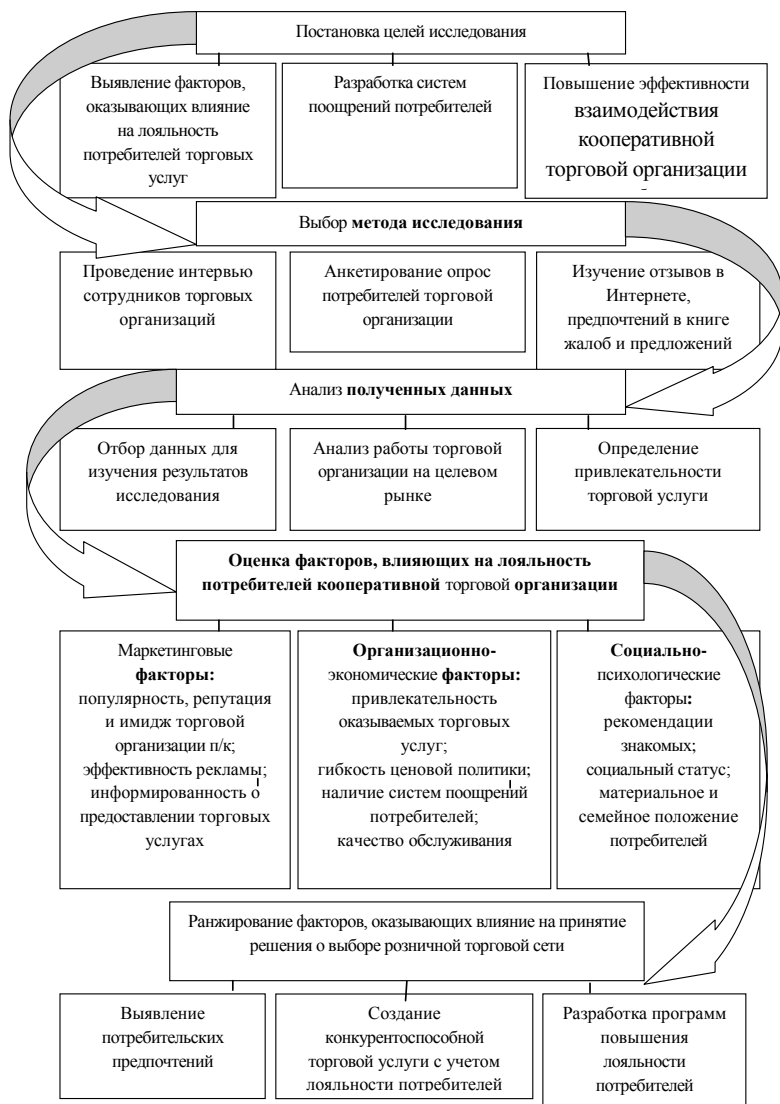 Постановка целей исследования
Выявление факторов,
оказывающих влияние
на лояльность
потребителей торговых
услуг
Разработка систем
поощрений потребителей
Повышение эффективности
взаимодействия
кооперативной
торговой организации
Выбор метода исследования
Проведение интервью
сотрудников торговых
организаций
Анкетирование опрос
потребителей торговой
организации
Изучение отзывов в
Интернете,
предпочтений в книге
жалоб и предложений
Анализ полученных данных
Отбор данных для
изучения результатов
исследования
Анализ работы торговой
организации на целевом
рынке
Определение
привлекательности
торговой услуги
Оценка факторов, влияющих на лояльность
потребителей кооперативной торговой организации
Маркетинговые
факторы:
популярность, репутация
и имидж торговой
организации п/к;
эффективность рекламы;
информированность о
предоставлении торговых
услугах
Организационно-
экономические факторы:
привлекательность
оказываемых торговых
услуг;
гибкость ценовой политики;
наличие систем поощрений
потребителей;
качество обслуживания
Социально-
психологические
факторы:
рекомендации
знакомых;
социальный статус;
материальное и
семейное положение
потребителей
Ранжирование факторов, оказывающих влияние на принятие
решения о выборе розничной торговой сети
Выявление
потребительских
предпочтений
Создание
конкурентоспособной
торговой услуги с учетом
лояльности потребителей
Разработка программ
повышения
лояльности
потребителей